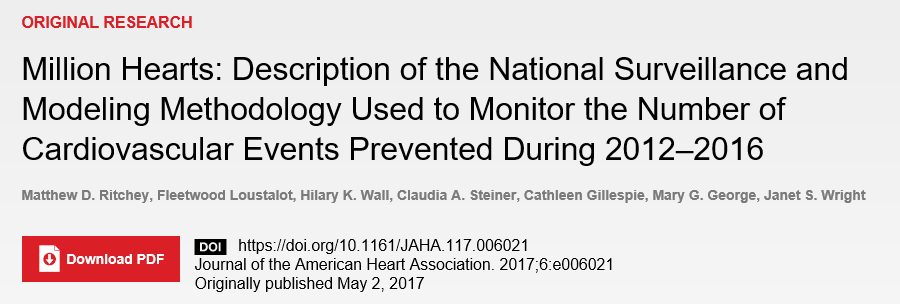 ORIGINAL RESEARCH
Million Hearts: Description of the National Surveillance and
Modeling Methodology Used to Monitor the Number of
Cardiovascular Events Prevented During 2012–2016
Matthew D. Ritchey, Fleetwood Loustalot, Hilary K. Wall, Claudia A. Steiner, Cathleen Gillespie, Mary G. George, Janet S. Wright
Download PDF
DOI https://doi.org/10.1161/JAHA.117.006021
Journal of the American Heart Association. 2017;6:e006021
Originally published May 2, 2017